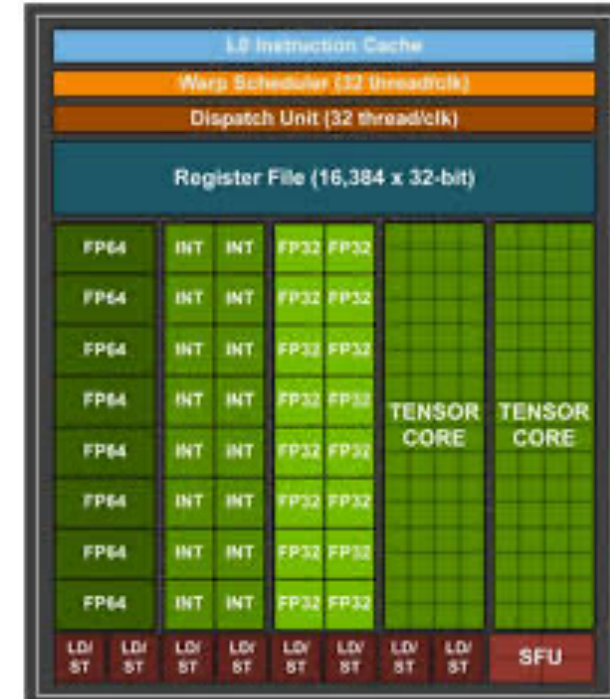 L0 Instruction Cache
Warp Scheduler (32 thread/clk)
Dispatch Unit (32 thread/clk)
Register File (16,384 x 32-bit)
FP64 INT INT FP32 FP32
FP64 INT INT FP32 FP32
FP64 INT INT FP32 FP32
FP64 INT INT FP32 FP32
TENSOR TENSOR
CORE CORE
FP64 INT INT FP32 FP32
FP64 INT INT FP32 FP32
FP64 INT INT FP32 FP32
FP64 INT INT FP32 FP32
LD/ LD/ LD/ LD/ LD/ LD/ LD/ LD/
ST ST ST ST ST ST ST ST
SFU